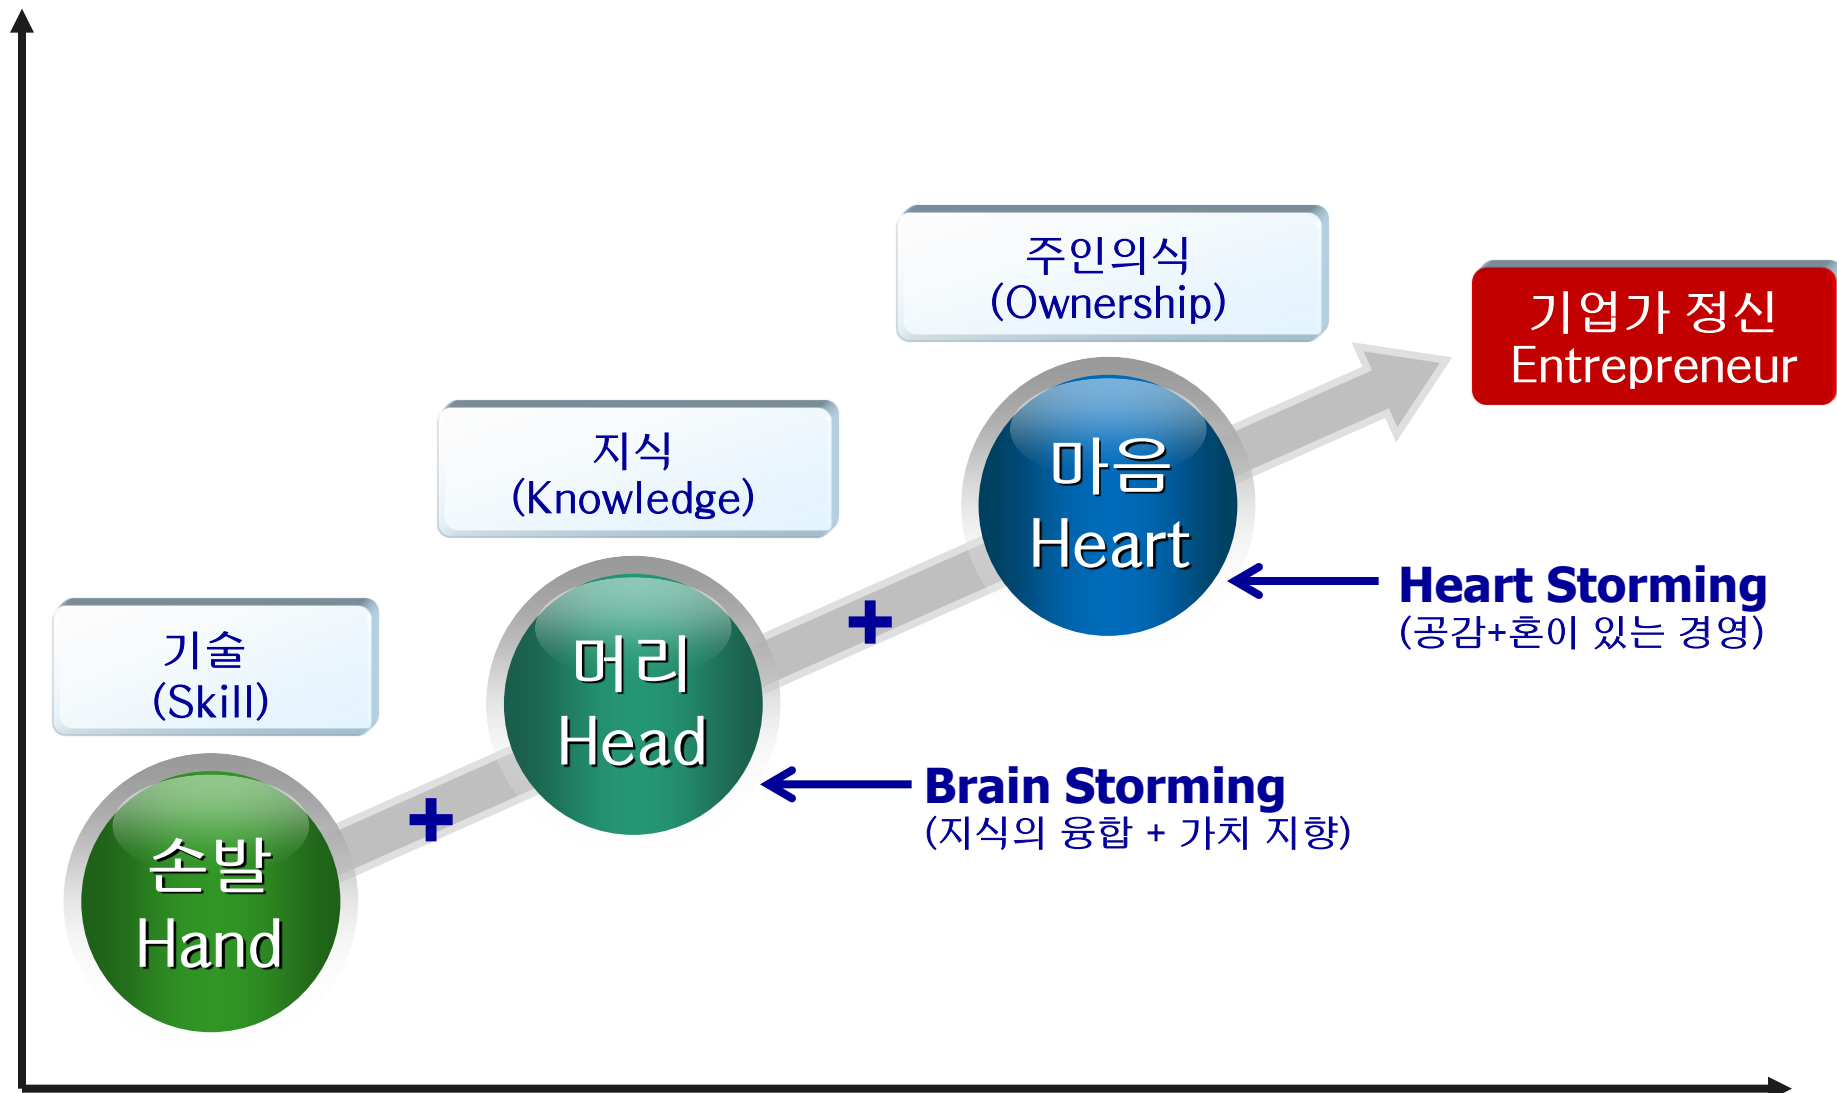 주인의식
(Ownership)
기업가 정신
Entrepreneur
지식
(Knowledge)
마음
Heart
Heart Storming
(공감+혼이 있는 경영)
+
기술
(Skill)
머리
Head
Brain Storming
(지식의 융합 + 가치 지향)
+
손발
Hand